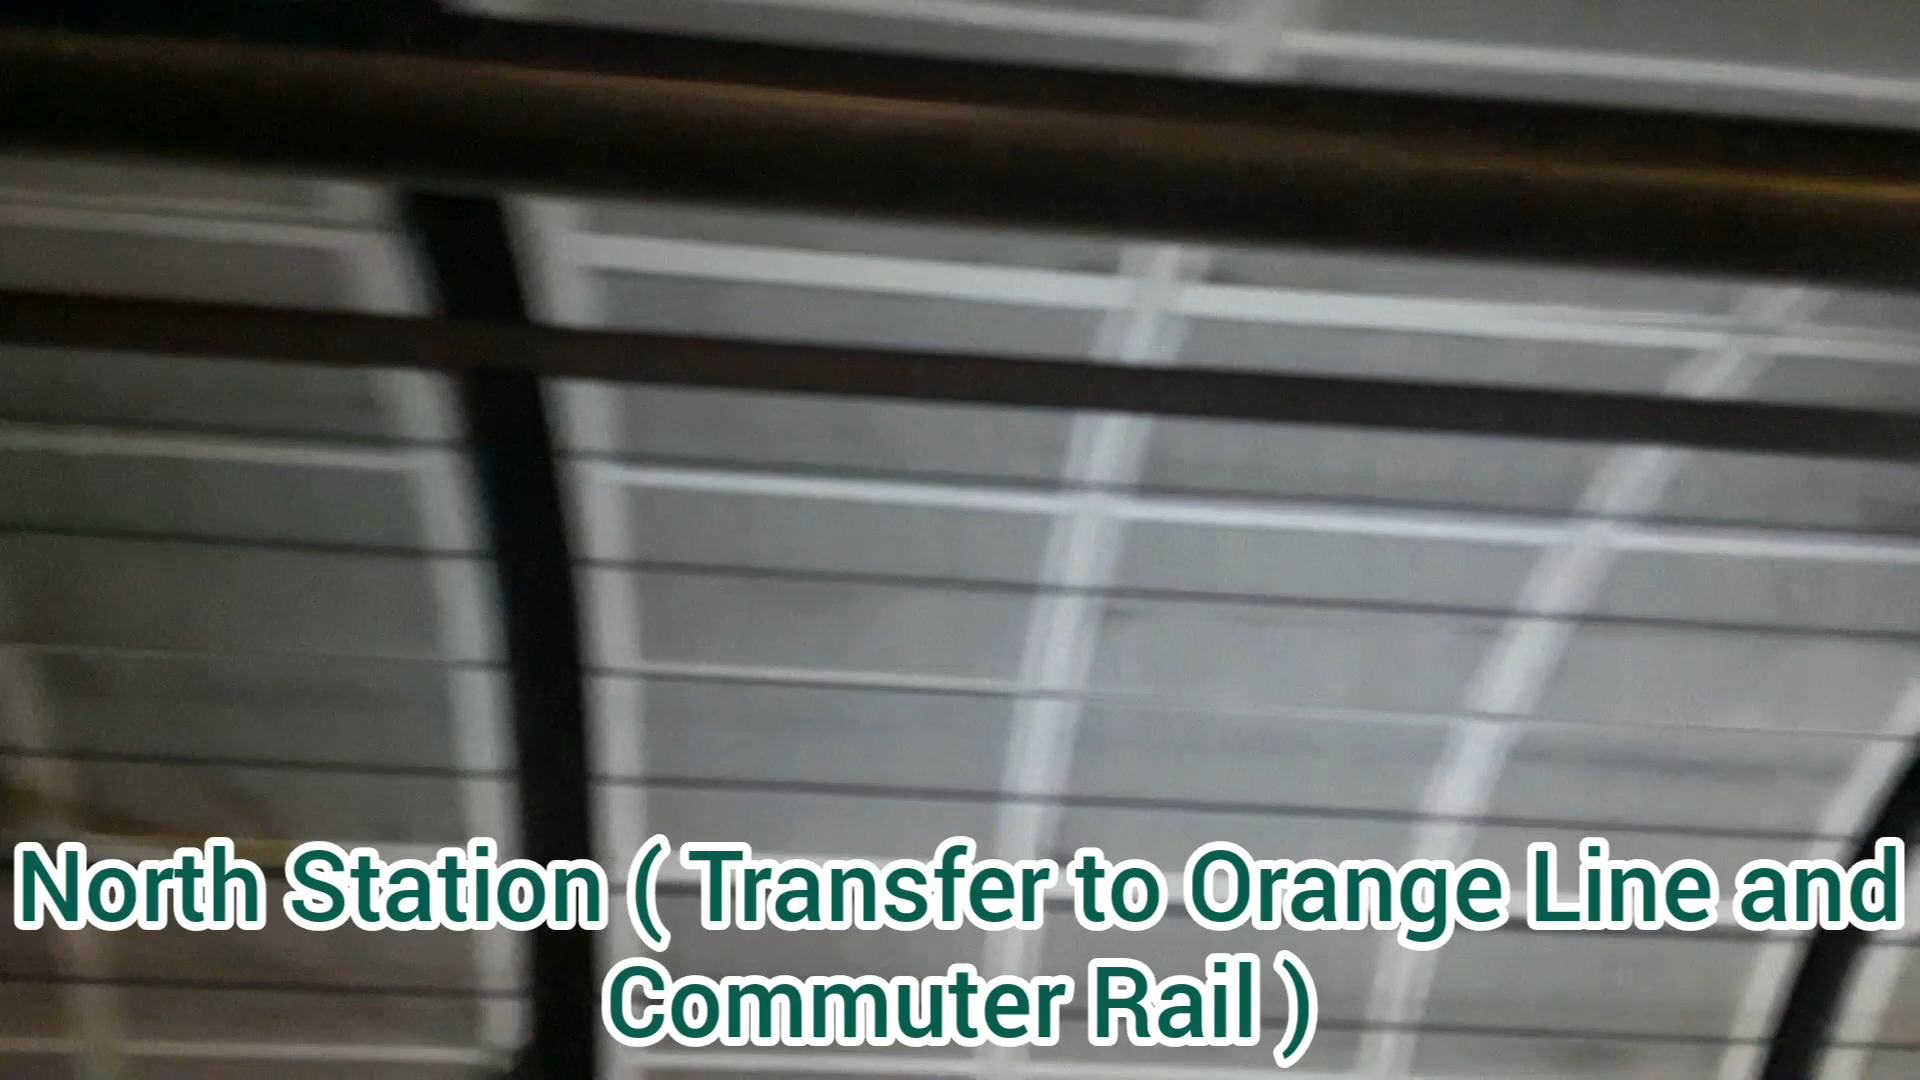 North Station ( Transfer to Orange Line and
Commuter Rail )